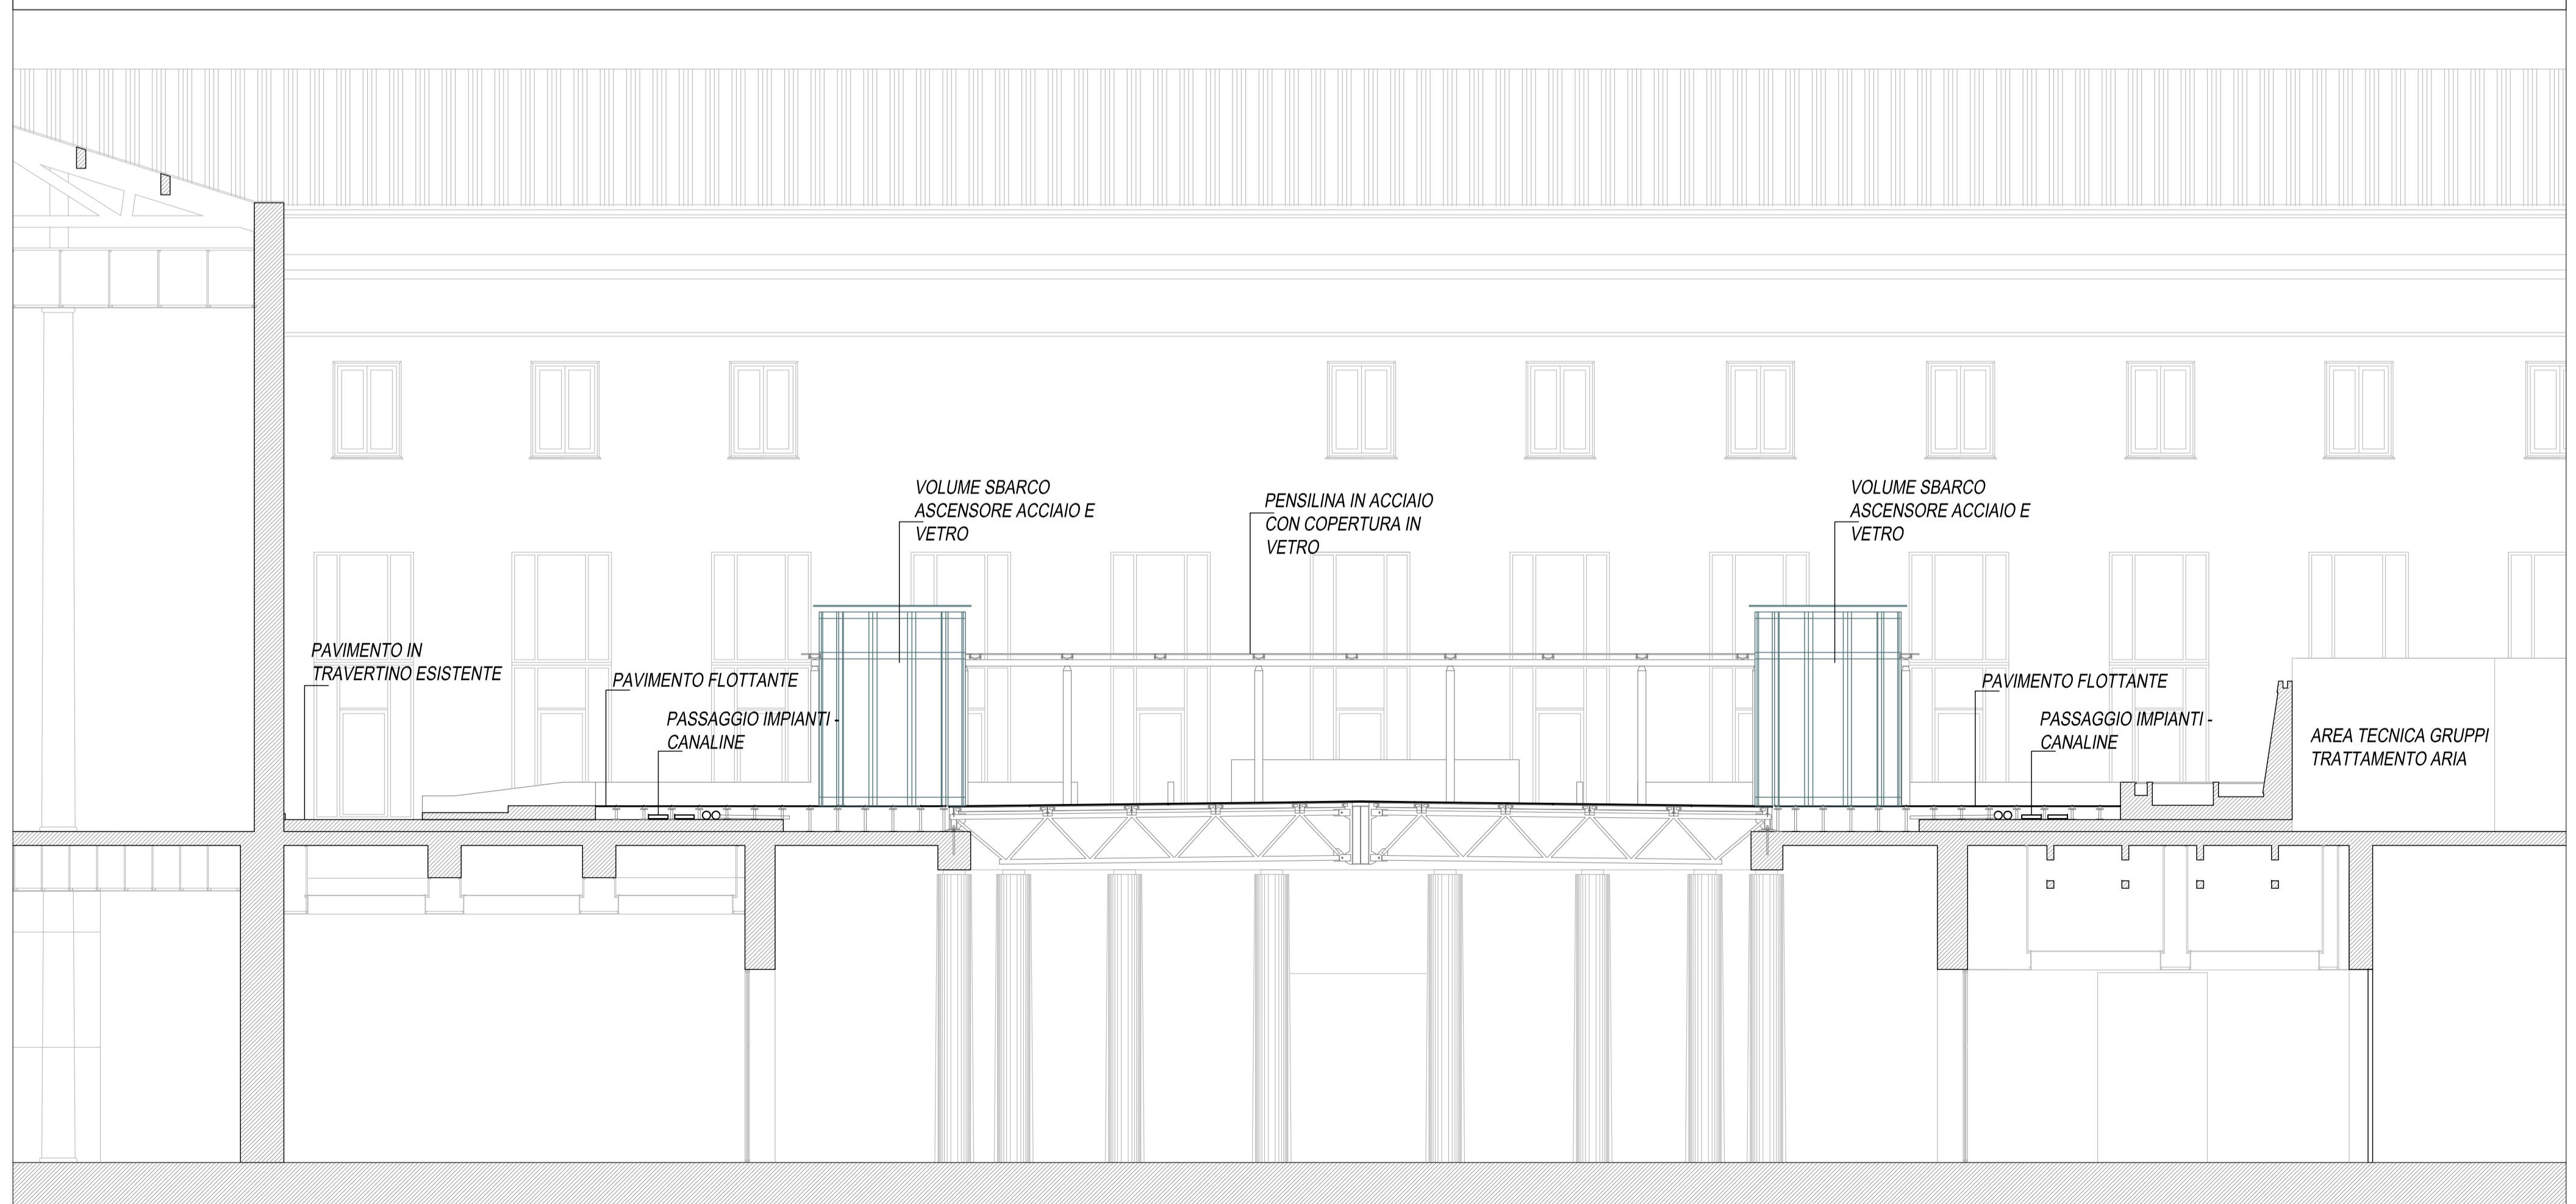 VOLUME SBARCO
ASCENSORE ACCIAIO E
VETRO
PENSILINA IN ACCIAIO
CON COPERTURA IN
VETRO
VOLUME SBARCO
ASCENSORE ACCIAIO E
VETRO
PAVIMENTO IN
TRAVERTINO ESISTENTE
PAVIMENTO FLOTTANTE
PASSAGGIO IMPIANTI -
CANALINE
PAVIMENTO FLOTTANTE
PASSAGGIO IMPIANTI -
CANALINE
AREA TECNICA GRUPPI
TRATTAMENTO ARIA